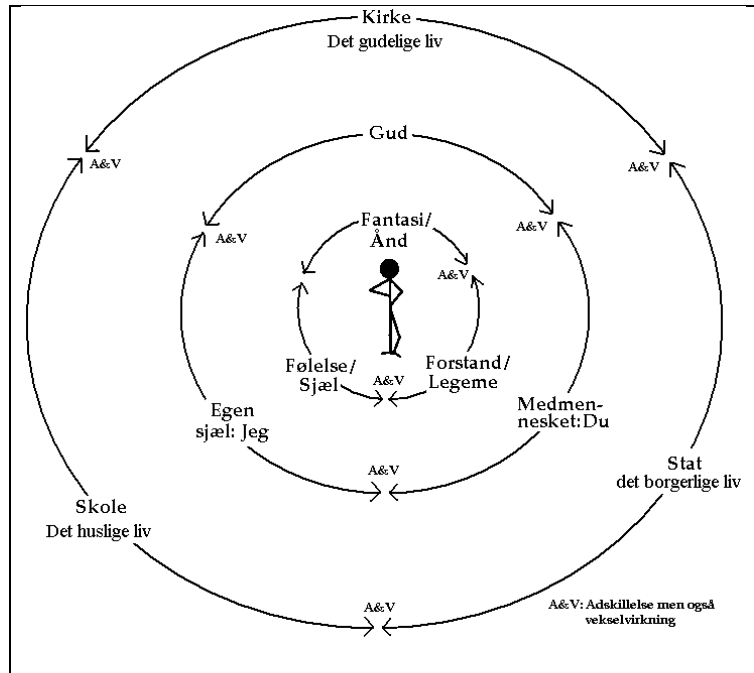 Kirke
Det gudelige liv
A&V
A&V
Gud
A&V
A&V
Fantasi/
Ånd
A&V
Følelse/
Sjæl
Forstand/
Legeme
A&V
Egen
sjæl: Jeg
Medmen-
nesket:Du
A&V
Skole
Det huslige liv
Stat
det borgerlige liv
A&V
A&V: Adskillelse men også
vekselvirkning